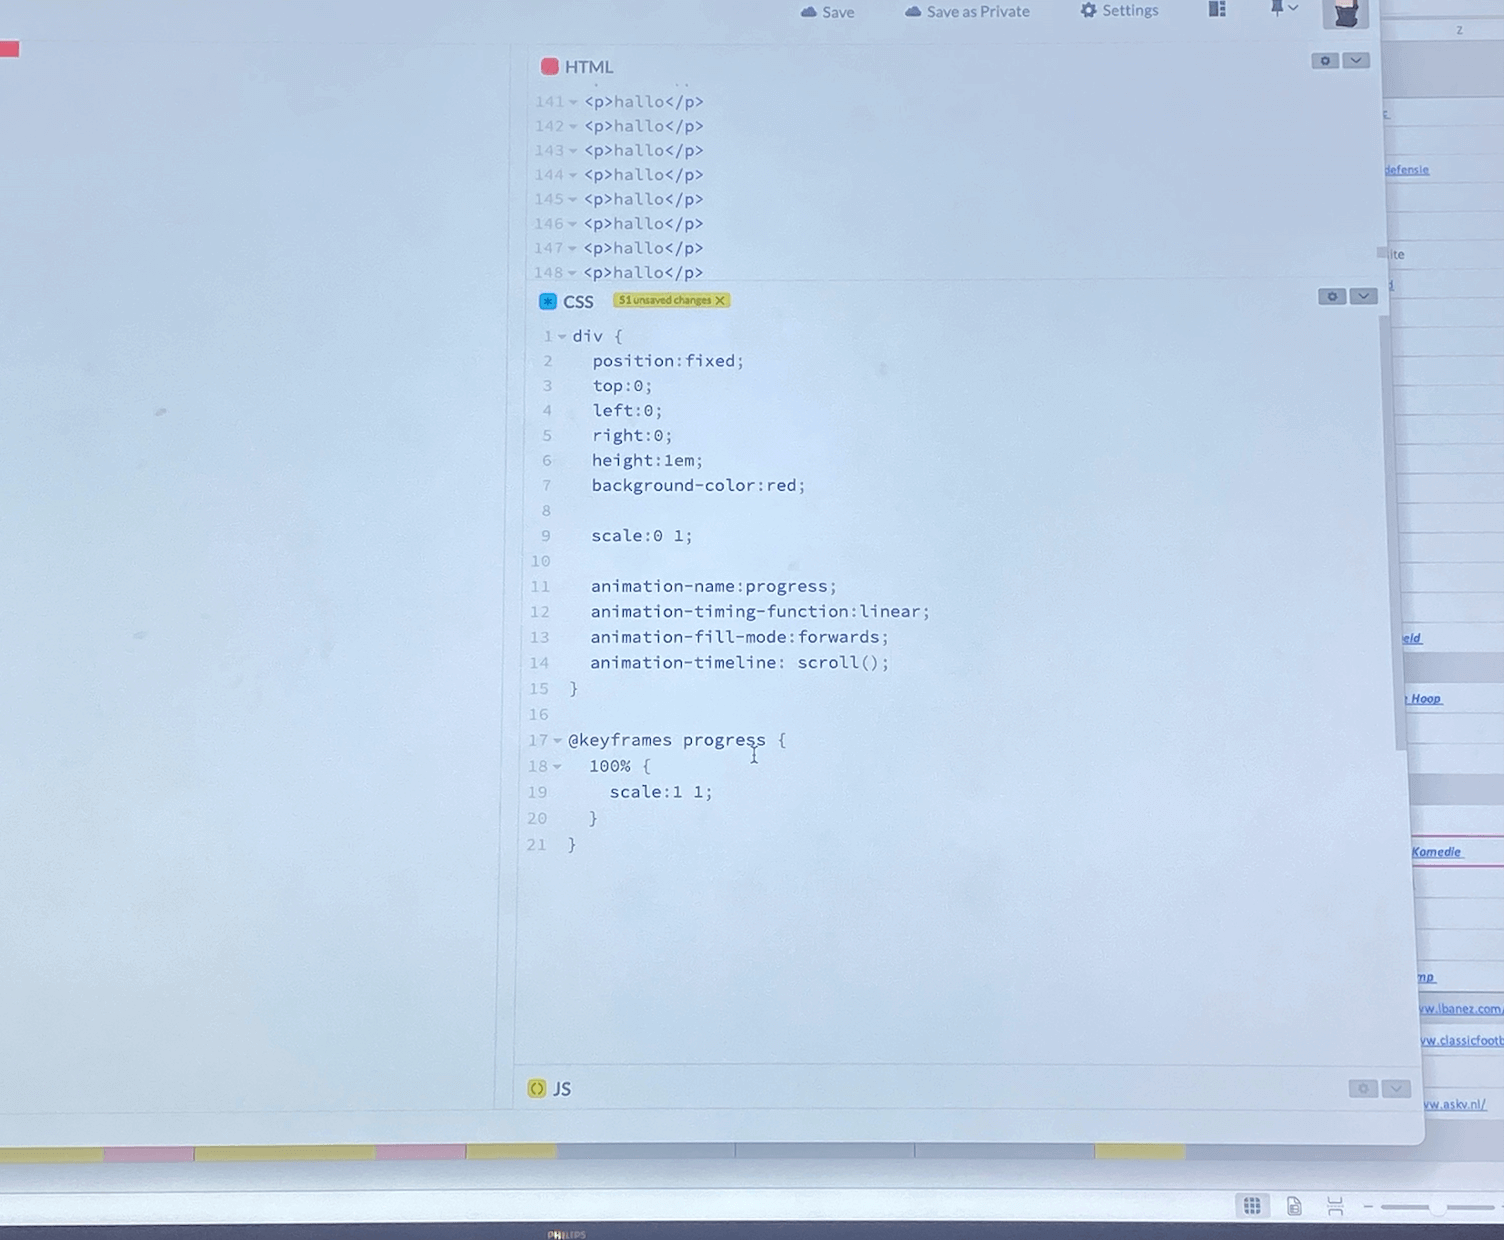 Save
Save as Private
Settings
Z
HTML
141 <p>hallo</p>
142 <p>hallo</p>
143 <p>hallo</p>
144 <p>hallo</p>
145 <p>hallo</p>
146 <p>hallo</p>
147 <p>hallo</p>
148 <p>hallo</p>
CSS
51 unsaved changes X
1 div {
2 position:fixed;
3 top:0;
4 left:0;
5 right:0;
6 height:1em;
7 background-color:red;
8
9 scale:0 1;
10
11 animation-name:progress;
12 animation-timing-function:linear;
13 animation-fill-mode:forwards;
14 animation-timeline: scroll();
15 }
16
17 @keyframes progress {
18 100% {
19 scale:1 1;
20 }
21 }
JS
defensie
ite
eld
Hoop
Komedie
mp
vw.Ibanez.com/
vw.classicfootb
vw.askv.nl/
PHILIPS